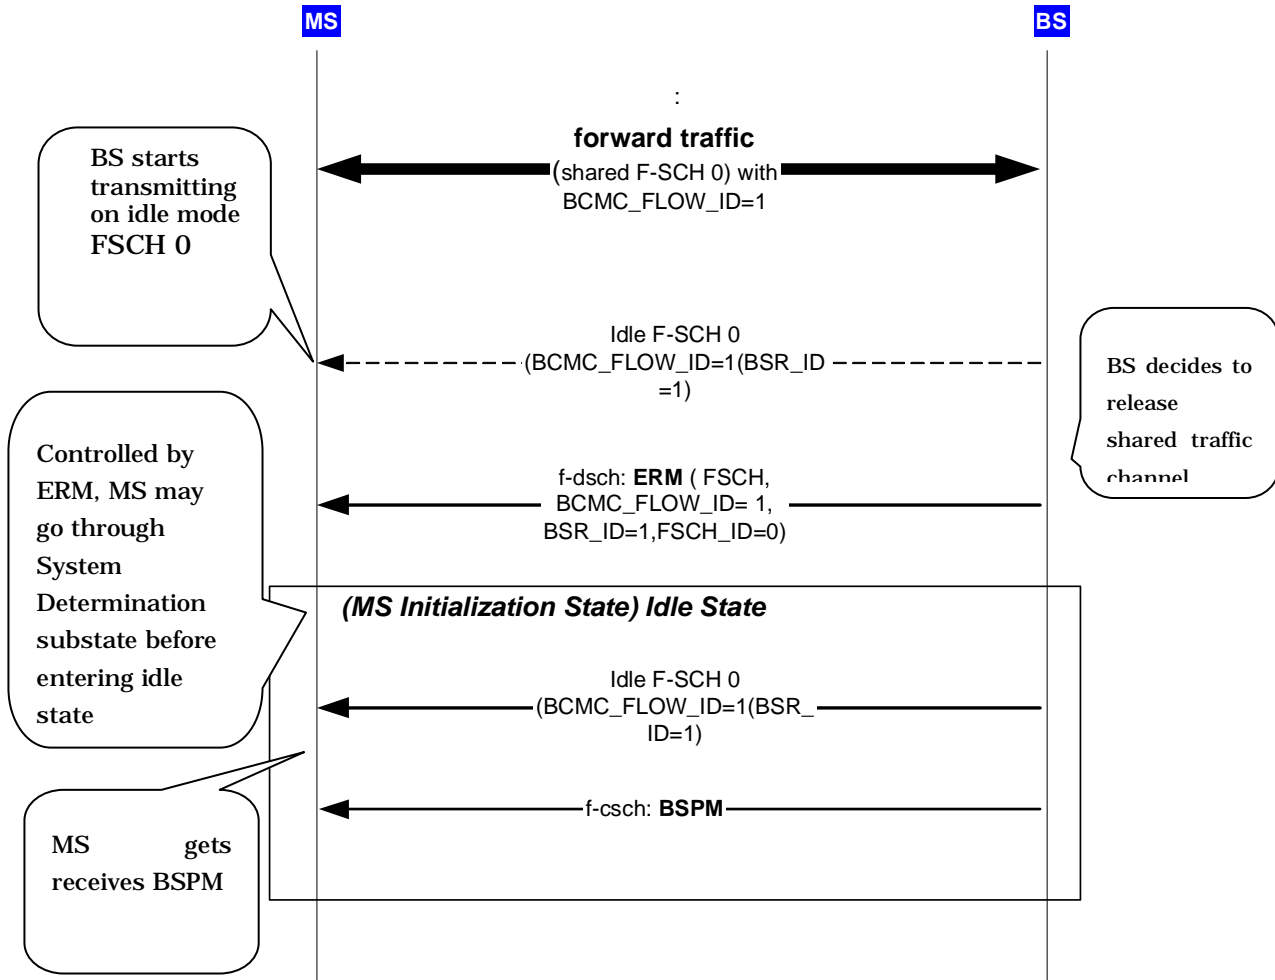 MS
BS
:
forward traffic
(shared F-SCH 0) with
BCMC_FLOW_ID=1
BS starts
transmitting
on idle mode
FSCH 0
Idle F-SCH 0
(BCMC_FLOW_ID=1(BSR_ID
=1)
BS decides to
release
shared traffic
channel
Controlled by
ERM, MS may
go through
System
Determination
substate before
entering idle
state
f-dsch: ERM ( FSCH,
BCMC_FLOW_ID= 1,
BSR_ID=1,FSCH_ID=0)
(MS Initialization State) Idle State
Idle F-SCH 0
(BCMC_FLOW_ID=1(BSR_
ID=1)
f-csch: BSPM
MS gets
receives BSPM